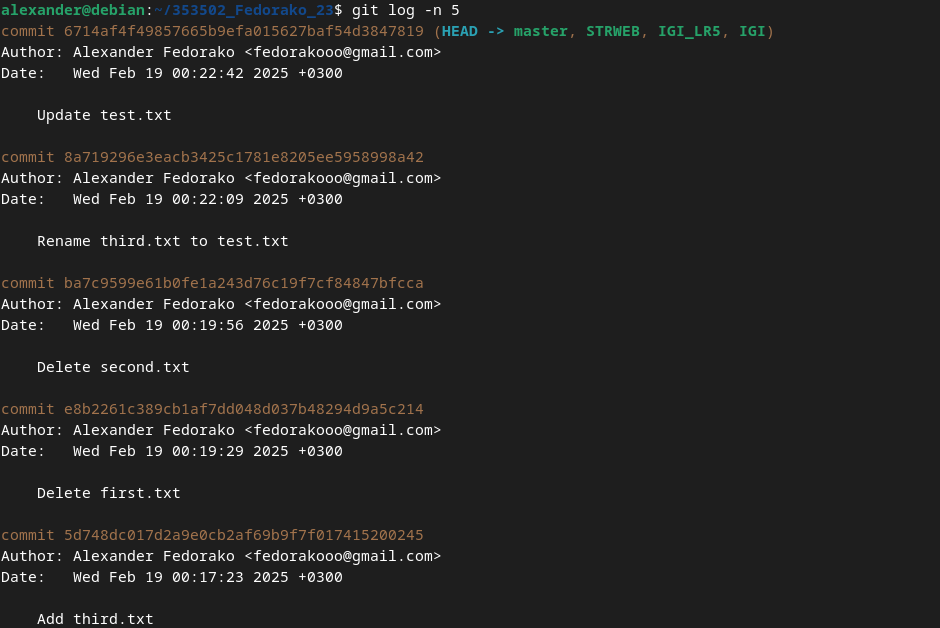 alexander@debian:~/353502_Fedorako_23$ git log -n 5
commit 6714af4f49857665b9efa015627baf54d3847819 (HEAD -> master, STRWEB, IGI_LR5, IGI)
Author: Alexander Fedorako <fedorakooo@gmail.com>
Date:   Wed Feb 19 00:22:42 2025 +0300
    Update test.txt
commit 8a719296e3eacb3425c1781e8205ee5958998a42
Author: Alexander Fedorako <fedorakooo@gmail.com>
Date:   Wed Feb 19 00:22:09 2025 +0300
    Rename third.txt to test.txt
commit ba7c9599e61b0fe1a243d76c19f7cf84847bfcca
Author: Alexander Fedorako <fedorakooo@gmail.com>
Date:   Wed Feb 19 00:19:56 2025 +0300
    Delete second.txt
commit e8b2261c389cb1af7dd048d037b48294d9a5c214
Author: Alexander Fedorako <fedorakooo@gmail.com>
Date:   Wed Feb 19 00:19:29 2025 +0300
    Delete first.txt
commit 5d748dc017d2a9e0cb2af69b9f7f017415200245
Author: Alexander Fedorako <fedorakooo@gmail.com>
Date:   Wed Feb 19 00:17:23 2025 +0300
    Add third.txt